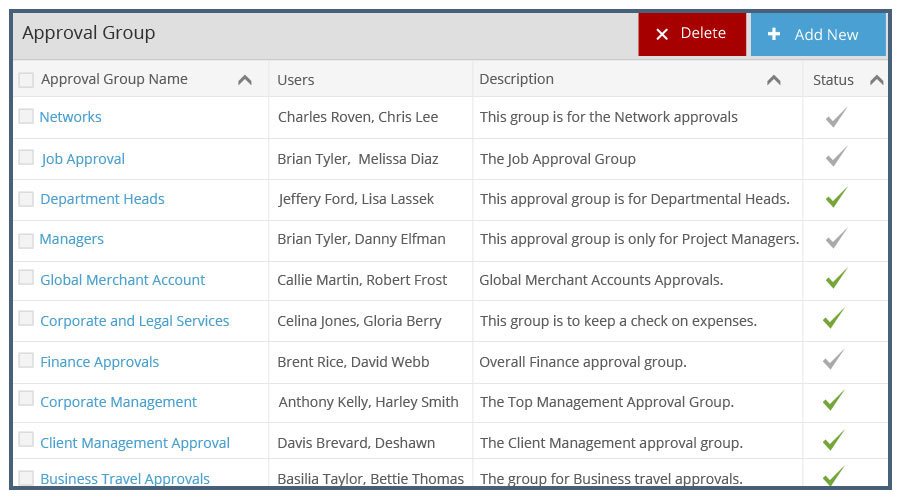 Approval Group
Delete
Add New
Approval Group Name Users Description Status
Networks Charles Roven, Chris Lee This group is for the Network approvals
Job Approval Brian Tyler, Melissa Diaz The Job Approval Group
Department Heads Jeffery Ford, Lisa Lassek This approval group is for Departmental Heads.
Managers Brian Tyler, Danny Elfman This approval group is only for Project Managers.
Global Merchant Account Callie Martin, Robert Frost Global Merchant Accounts Approvals.
Corporate and Legal Services Celina Jones, Gloria Berry This group is to keep a check on expenses.
Finance Approvals Brent Rice, David Webb Overall Finance approval group.
Corporate Management Anthony Kelly, Harley Smith The Top Management Approval Group.
Client Management Approval Davis Brevard, Deshawn The Client Management approval group.
Business Travel Approvals Basilia Taylor, Bettie Thomas The group for Business travel approvals.